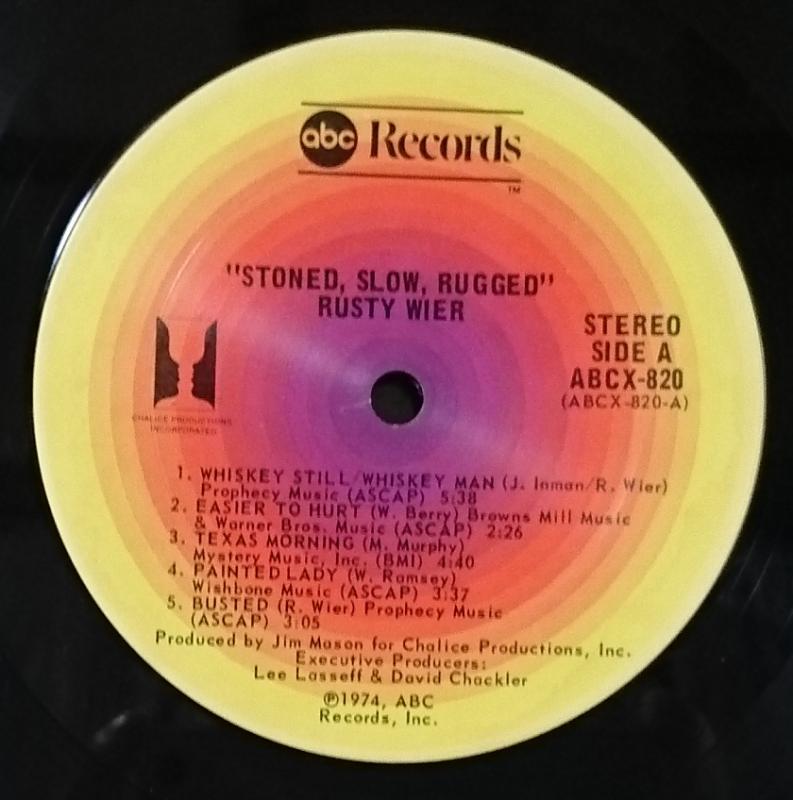 abc Records
TM
"STONED, SLOW, RUGGED"
RUSTY WIER
STEREO
SIDE A
ABCX-820
(ABCX-820-A)
CHALICE PRODUCTIONS
INCORPORATED
1. WHISKEY STILL/WHISKEY MAN (J. Inman/R. Wier)
Prophecy Music (ASCAP) 5:38
2. EASIER TO HURT (W. Berry) Browns Mill Music
& Warner Bros. Music (ASCAP) 2:26
3. TEXAS MORNING (M. Murphy)
Mystery Music, Inc. (BMI) 4:40
4. PAINTED LADY (W. Ramsey)
Wishbone Music (ASCAP) 3:37
5. BUSTED (R. Wier) Prophecy Music
(ASCAP) 3:05
Produced by Jim Mason for Chalice Productions, Inc.
Executive Producers:
Lee Lasseff & David Chackler
℗1974, ABC
Records, Inc.